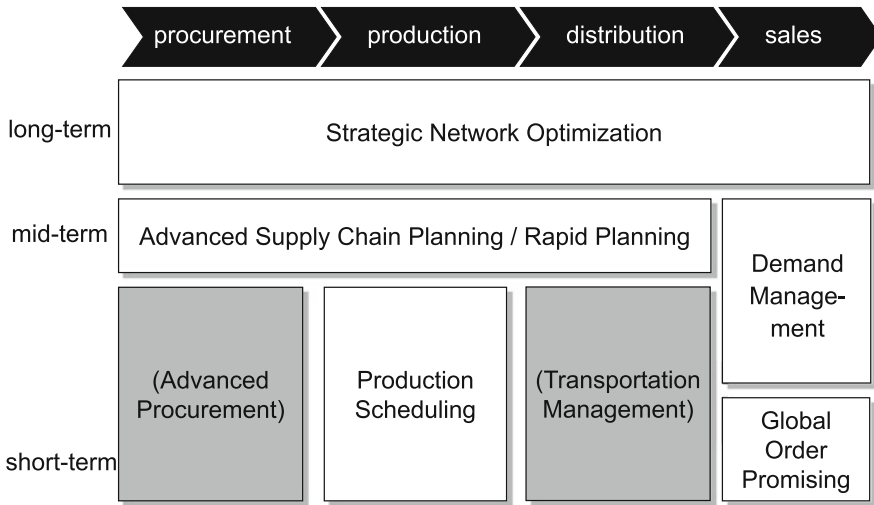 procurement
production
distribution
sales
long-term
Strategic Network Optimization
mid-term
Advanced Supply Chain Planning / Rapid Planning
Demand
Manage-
ment
(Advanced
Procurement)
Production
Scheduling
(Transportation
Management)
short-term
Global
Order
Promising